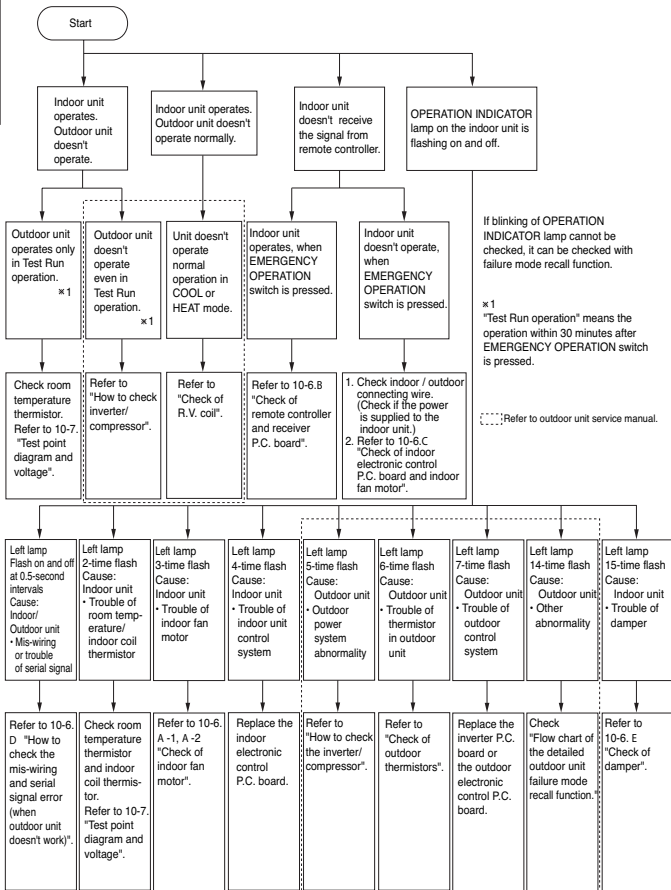 Start
Indoor unit
operates.
Outdoor unit
doesn't
operate.
Indoor unit operates.
Outdoor unit doesn't
operate normally.
Indoor unit
doesn't receive
the signal from
remote controller.
OPERATION INDICATOR
lamp on the indoor unit is
flashing on and off.
Outdoor unit
operates only
in Test Run
operation.
※1
Outdoor unit
doesn't
operate
even in
Test Run
operation.
※1
Unit doesn't
operate
normal
operation in
COOL or
HEAT mode.
Indoor unit
operates, when
EMERGENCY
OPERATION
switch is pressed.
Indoor unit
doesn't operate,
when
EMERGENCY
OPERATION
switch is pressed.
If blinking of OPERATION
INDICATOR lamp cannot be
checked, it can be checked with
failure mode recall function.
※1
"Test Run operation" means the
operation within 30 minutes after
EMERGENCY OPERATION switch
is pressed.
Refer to outdoor unit service manual.
Check room
temperature
thermistor.
Refer to 10-7.
"Test point
diagram and
voltage".
Refer to
"How to check
inverter/
compressor".
Refer to
"Check of
R.V. coil".
Refer to 10-6.B
"Check of
remote controller
and receiver
P.C. board".
1. Check indoor / outdoor
connecting wire.
(Check if the power
is supplied to the
indoor unit.)
2. Refer to 10-6.C
"Check of indoor
electronic control
P.C. board and indoor
fan motor".
Left lamp
Flash on and off
at 0.5-second
intervals
Cause:
Indoor/
Outdoor unit
• Mis-wiring
or trouble
of serial signal
Left lamp
2-time flash
Cause:
Indoor unit
• Trouble of
room temp-
erature/
indoor coil
thermistor
Left lamp
3-time flash
Cause:
Indoor unit
• Trouble of
indoor fan
motor
Left lamp
4-time flash
Cause:
Indoor unit
• Trouble of
indoor unit
control
system
Left lamp
5-time flash
Cause:
Outdoor unit
• Outdoor
power
system
abnormality
Left lamp
6-time flash
Cause:
Outdoor unit
• Trouble of
thermistor
in outdoor
unit
Left lamp
7-time flash
Cause:
Outdoor unit
• Trouble of
outdoor
control
system
Left lamp
14-time flash
Cause:
Outdoor unit
• Other
abnormality
Left lamp
15-time flash
Cause:
Indoor unit
• Trouble of
damper
Refer to 10-6.
D "How to
check the
mis-wiring
and serial
signal error
(when
outdoor unit
doesn't work)".
Check room
temperature
thermistor
and indoor
coil thermis-
tor.
Refer to 10-7.
"Test point
diagram and
voltage".
Refer to 10-6.
A -1, A -2
"Check of
indoor fan
motor".
Replace the
indoor
electronic
control
P.C. board.
Refer to
"How to check
the inverter/
compressor".
Refer to
"Check of
outdoor
thermistors".
Replace the
inverter P.C.
board or
the outdoor
electronic
control P.C.
board.
Check
"Flow chart of
the detailed
outdoor unit
failure mode
recall function."
Refer to
10-6. E
"Check of
damper".